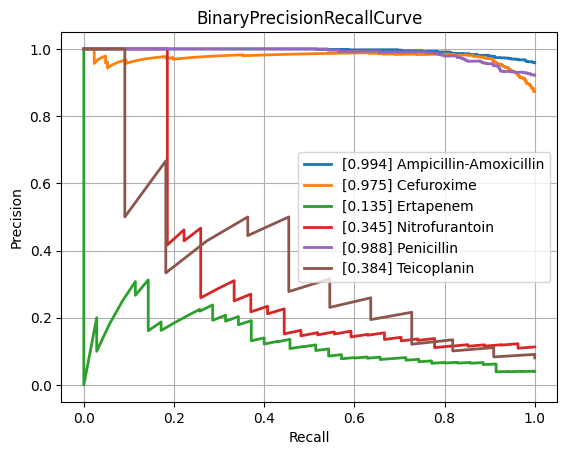 BinaryPrecisionRecallCurve
Precision
1.0
0.8
0.6
0.4
0.2
0.0
[0.994] Ampicillin-Amoxicillin
[0.975] Cefuroxime
[0.135] Ertapenem
[0.345] Nitrofurantoin
[0.988] Penicillin
[0.384] Teicoplanin
0.0 0.2 0.4 0.6 0.8 1.0
Recall